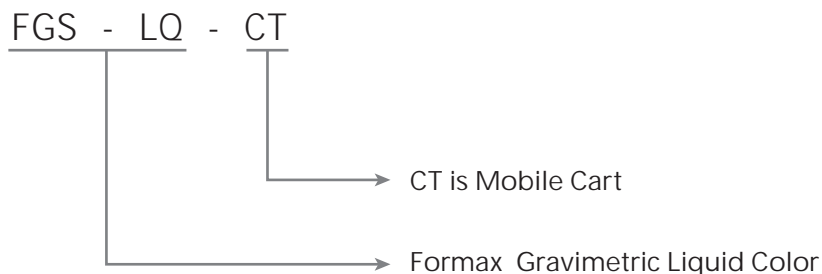 FGS - LQ - CT
CT is Mobile Cart
Formax Gravimetric Liquid Color